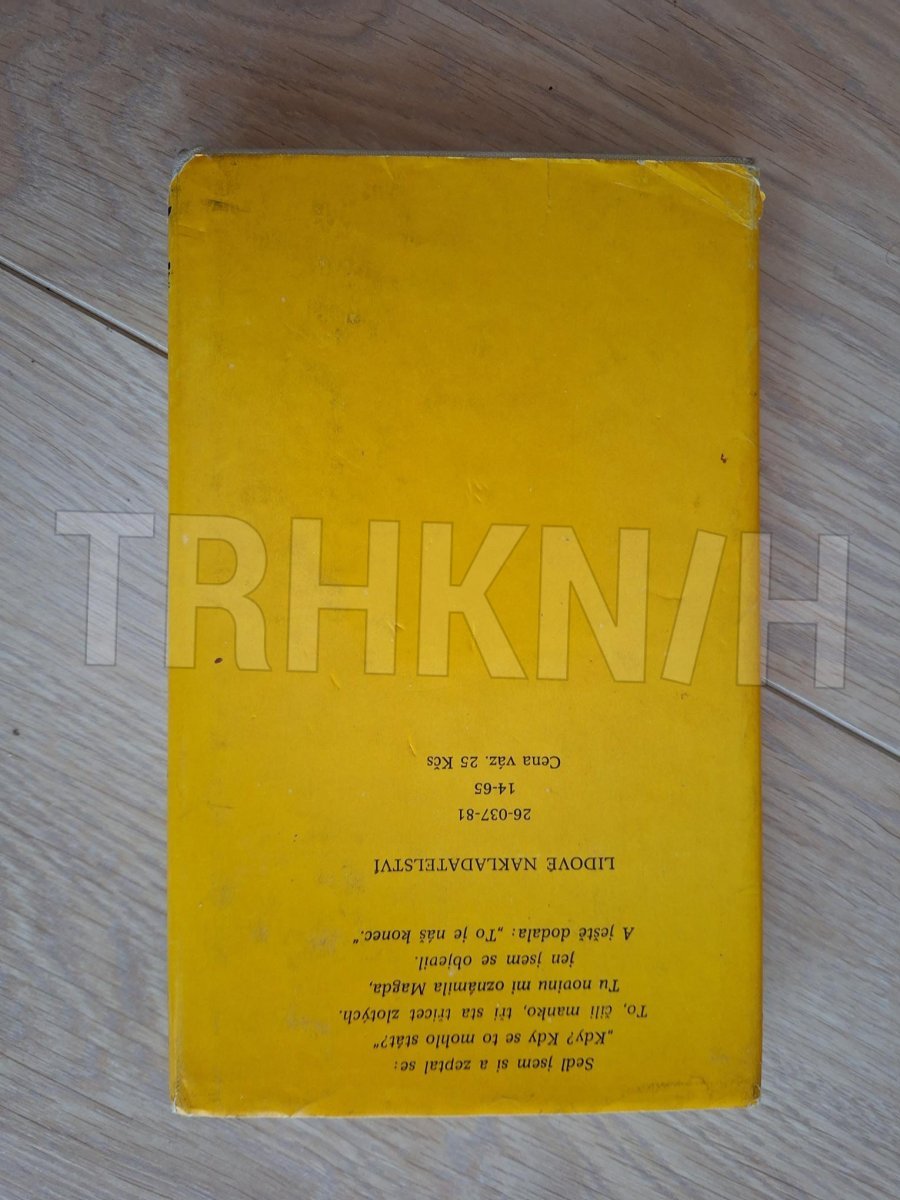 Sedl jsem si a zeptal se:
„Kdy? Kdy se to mohlo stát?“
To, čili manko, tři sta třicet zlotých.
Tu novinu mi oznámila Magda,
jen jsem se objevil.
A ještě dodala: „To je náš konec.“
LIDOVÉ NAKLADATELSTVÍ
26-037-81
14-65
Cena váz. 25 Kčs
TRHKNIH